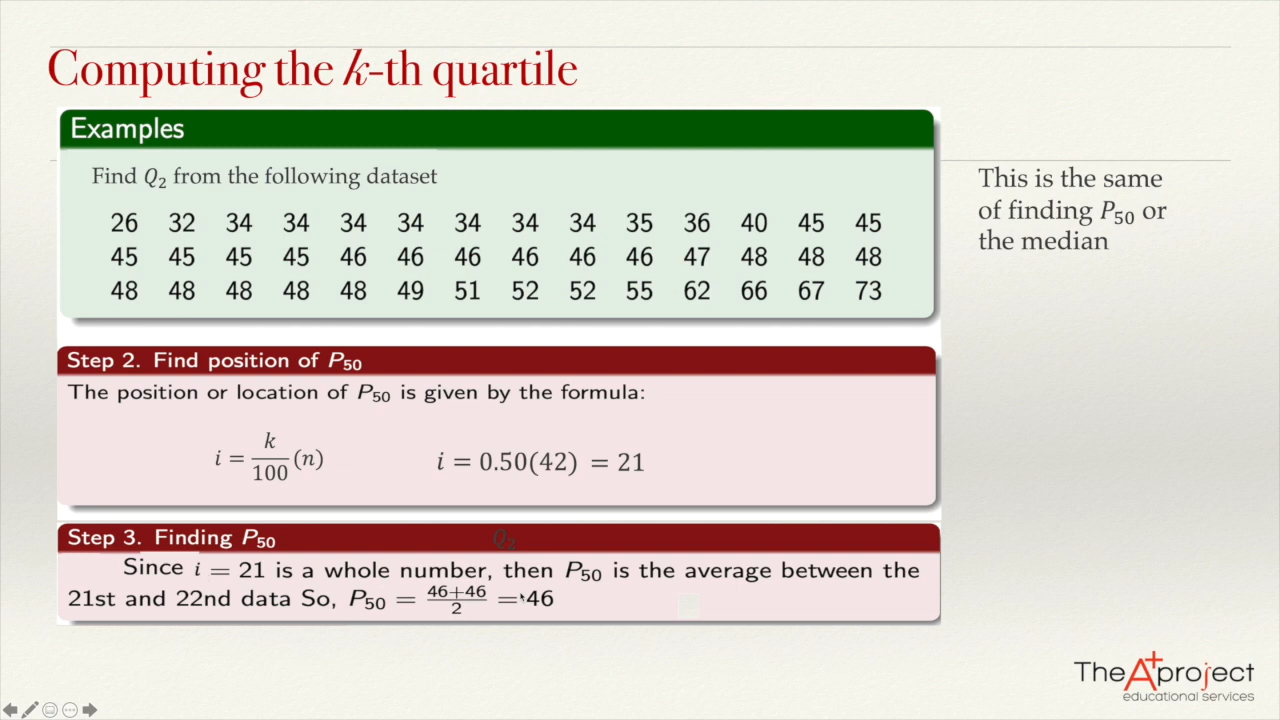 Computing the k-th quartile
Examples
Find Q₂ from the following dataset
26 32 34 34 34 34 34 34 34 35 36 40 45 45
45 45 45 45 46 46 46 46 46 46 47 48 48 48
48 48 48 48 48 49 51 52 52 55 62 66 67 73
This is the same
of finding P₅₀ or
the median
Step 2. Find position of P₅₀
The position or location of P₅₀ is given by the formula:
i = k/100 (n) i = 0.50(42) = 21
Step 3. Finding P₅₀ Q₂
Since i = 21 is a whole number, then P₅₀ is the average between the
21st and 22nd data So, P₅₀ = 46+46/2 = 46
The A+ project
educational services